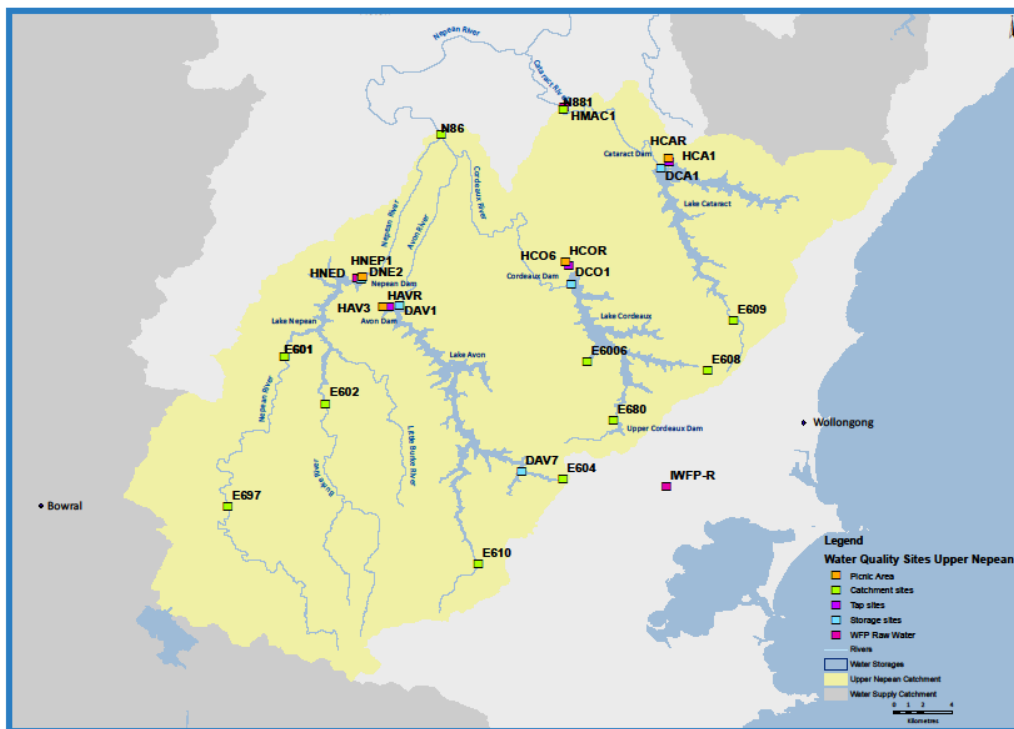 Nepean River
Cataract River
N881
HMAC1
N86
HCAR
Cataract Dam
HCA1
DCA1
Cordeaux River
Lake Cataract
Nepean River
Avon River
HCO6
HCOR
HNEP1
HNED
DNE2
Cordeaux Dam
DCO1
Nepean Dam
HAVR
HAV3
DAV1
Avon Dam
Lake Nepean
Lake Cordeaux
E609
E601
Lake Avon
E6006
E608
Nepean River
E602
E680
Upper Cordeaux Dam
Wollongong
Little Burke River
Burke River
DAV7
E604
IWFP-R
E697
Bowral
E610
Legend
Water Quality Sites Upper Nepean
Picnic Area
Catchment sites
Tap sites
Storage sites
WFP Raw Water
Rivers
Water Storages
Upper Nepean Catchment
Water Supply Catchment
0 1 2 4
Kilometres